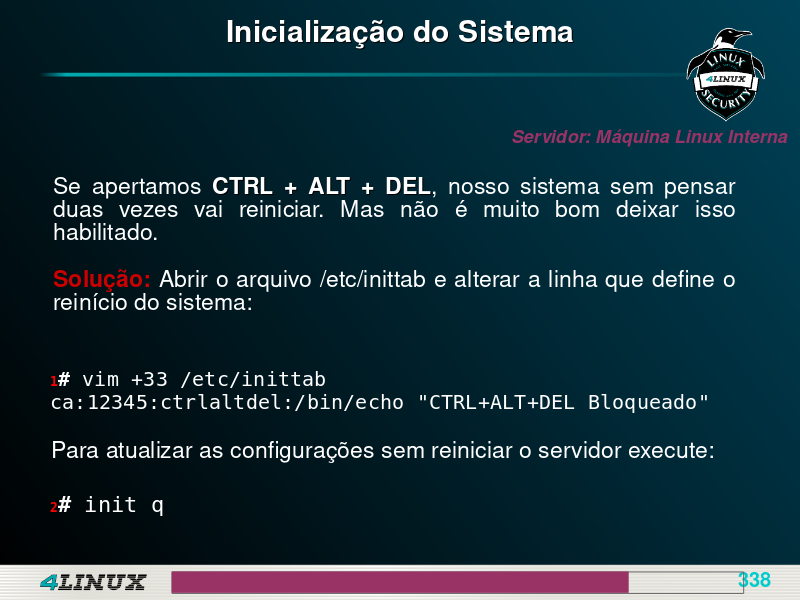 Inicialização do Sistema
LINUX
4LINUX
SECURITY
Servidor: Máquina Linux Interna
Se apertamos CTRL + ALT + DEL, nosso sistema sem pensar
duas vezes vai reiniciar. Mas não é muito bom deixar isso
habilitado.
Solução: Abrir o arquivo /etc/inittab e alterar a linha que define o
reinício do sistema:
1# vim +33 /etc/inittab
ca:12345:ctrlaltdel:/bin/echo "CTRL+ALT+DEL Bloqueado"
Para atualizar as configurações sem reiniciar o servidor execute:
2# init q
4LINUX
338